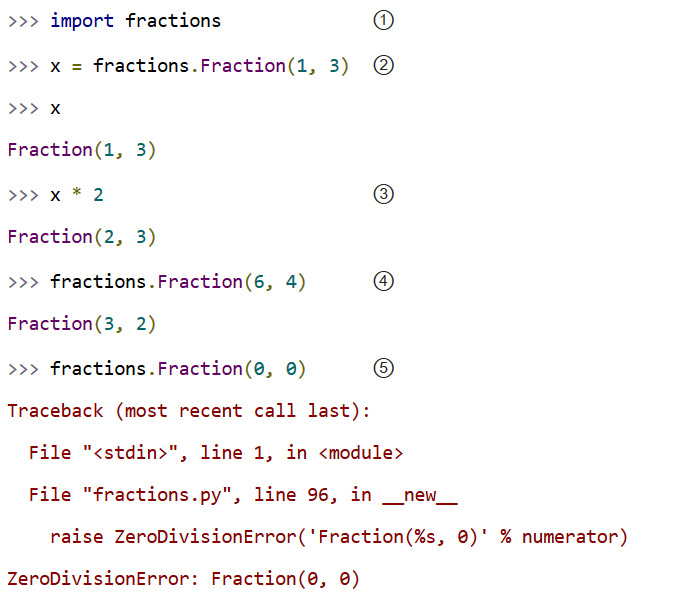 >>> import fractions ①
>>> x = fractions.Fraction(1, 3) ②
>>> x
Fraction(1, 3)
>>> x * 2 ③
Fraction(2, 3)
>>> fractions.Fraction(6, 4) ④
Fraction(3, 2)
>>> fractions.Fraction(0, 0) ⑤
Traceback (most recent call last):
  File "<stdin>", line 1, in <module>
  File "fractions.py", line 96, in __new__
    raise ZeroDivisionError('Fraction(%s, 0)' % numerator)
ZeroDivisionError: Fraction(0, 0)